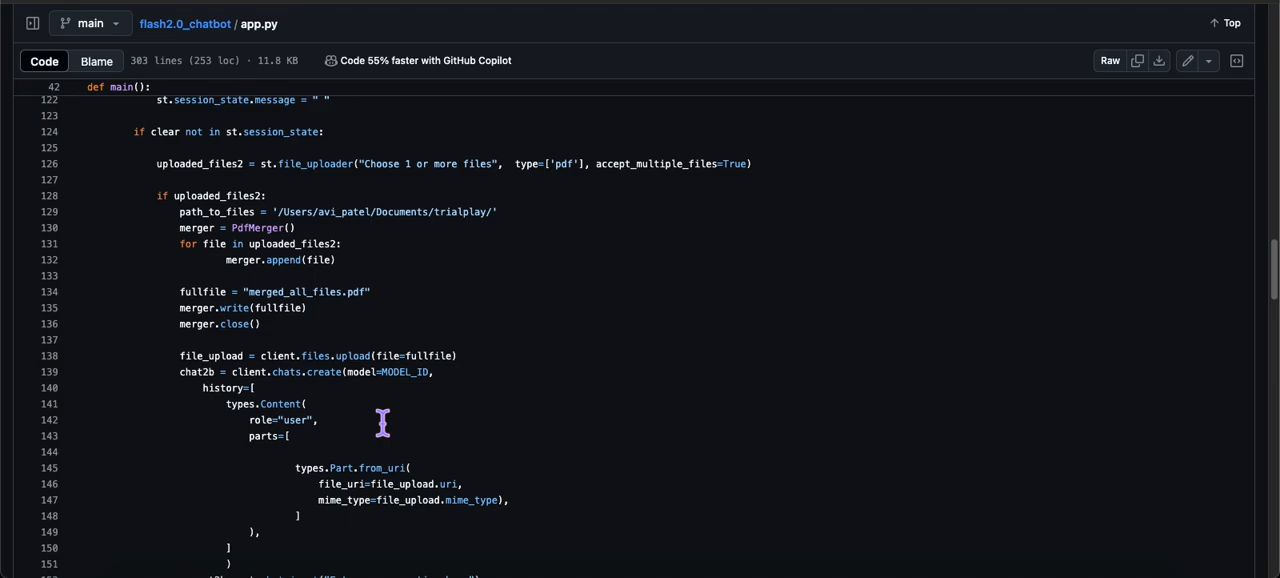 main
flash2.0_chatbot / app.py
Top
Code Blame 303 lines (253 loc) · 11.8 KB Code 55% faster with GitHub Copilot Raw
42 def main():
122 st.session_state.message = " "
123
124 if clear not in st.session_state:
125
126 uploaded_files2 = st.file_uploader("Choose 1 or more files", type=['pdf'], accept_multiple_files=True)
127
128 if uploaded_files2:
129 path_to_files = '/Users/avi_patel/Documents/trialplay/'
130 merger = PdfMerger()
131 for file in uploaded_files2:
132 merger.append(file)
133
134 fullfile = "merged_all_files.pdf"
135 merger.write(fullfile)
136 merger.close()
137
138 file_upload = client.files.upload(file=fullfile)
139 chat2b = client.chats.create(model=MODEL_ID,
140 history=[
141 types.Content(
142 role="user",
143 parts=[
144
145 types.Part.from_uri(
146 file_uri=file_upload.uri,
147 mime_type=file_upload.mime_type),
148 ]
149 ),
150 ]
151 )